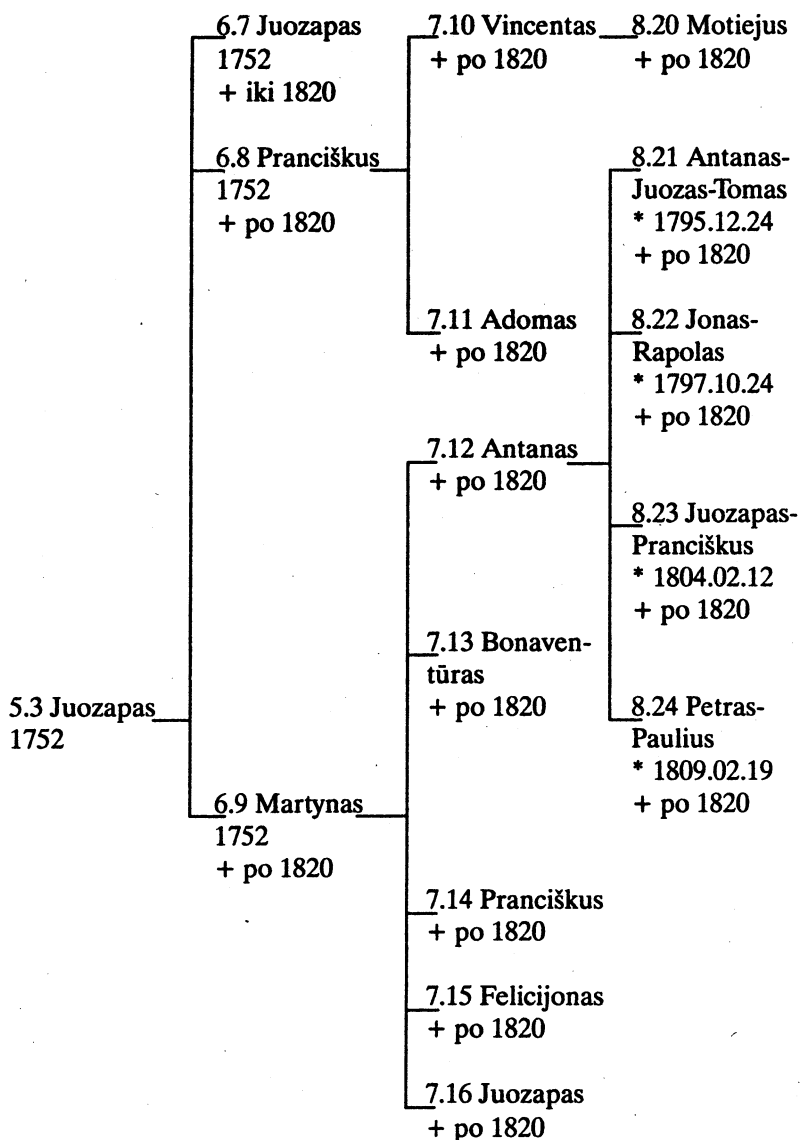 6.7 Juozapas
1752
+ iki 1820
6.8 Pranciškus
1752
+ po 1820
5.3 Juozapas
1752
6.9 Martynas
1752
+ po 1820
7.10 Vincentas
+ po 1820
7.11 Adomas
+ po 1820
7.12 Antanas
+ po 1820
7.13 Bonaven-
tūras
+ po 1820
7.14 Pranciškus
+ po 1820
7.15 Felicijonas
+ po 1820
7.16 Juozapas
+ po 1820
8.20 Motiejus
+ po 1820
8.21 Antanas-
Juozas-Tomas
* 1795.12.24
+ po 1820
8.22 Jonas-
Rapolas
* 1797.10.24
+ po 1820
8.23 Juozapas-
Pranciškus
* 1804.02.12
+ po 1820
8.24 Petras-
Paulius
* 1809.02.19
+ po 1820